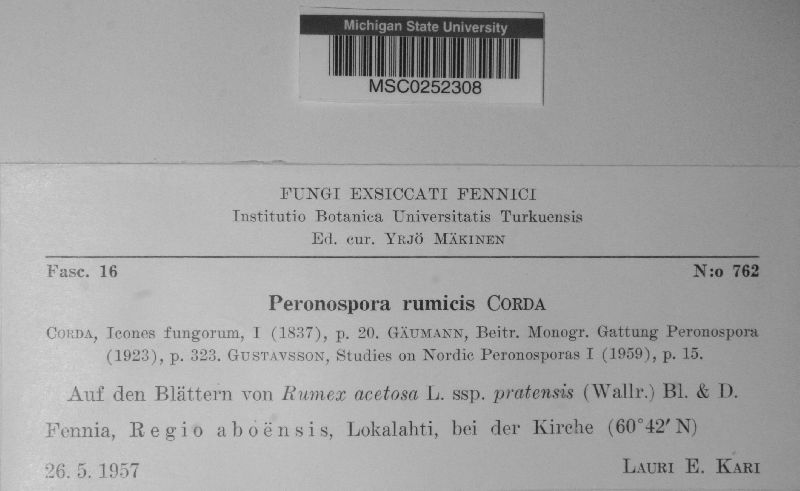 Michigan State University
MSC0252308
FUNGI EXSICCATI FENNICI
Institutio Botanica Universitatis Turkuensis
Ed. cur. YRJÖ MÄKINEN
Fasc. 16 N:o 762
Peronospora rumicis CORDA
CORDA, Icones fungorum, I (1837), p. 20. GÄUMANN, Beitr. Monogr. Gattung Peronospora
(1923), p. 323. GUSTAVSSON, Studies on Nordic Peronosporas I (1959), p. 15.
Auf den Blättern von Rumex acetosa L. ssp. pratensis (Wallr.) Bl. & D.
Fennia, Regio aboënsis, Lokalahti, bei der Kirche (60°42′ N)
26. 5. 1957 LAURI E. KARI